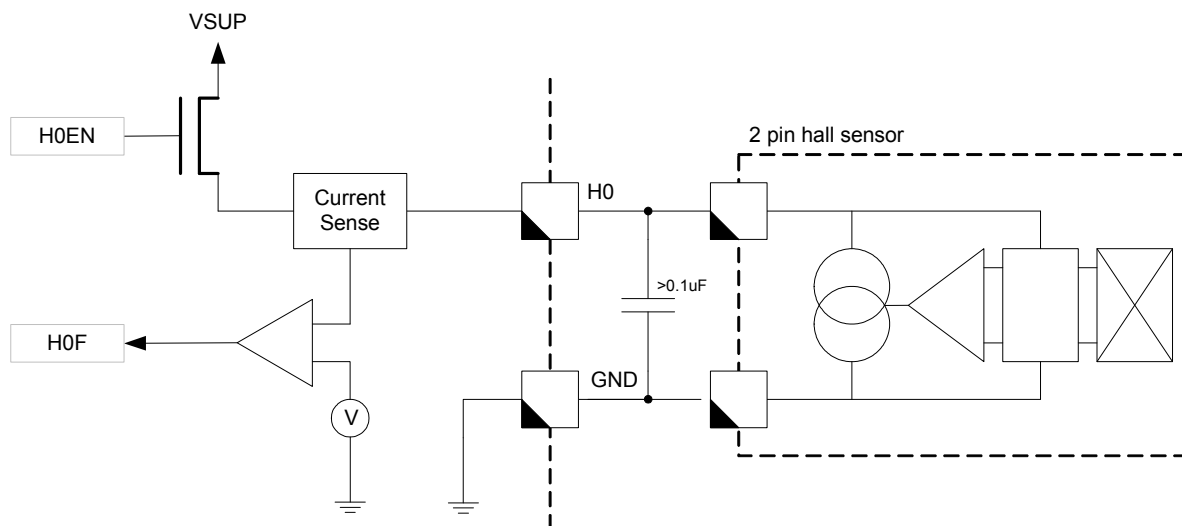 VSUP
H0EN
2 pin hall sensor
H0
Current
Sense
>0.1uF
H0F
GND
V